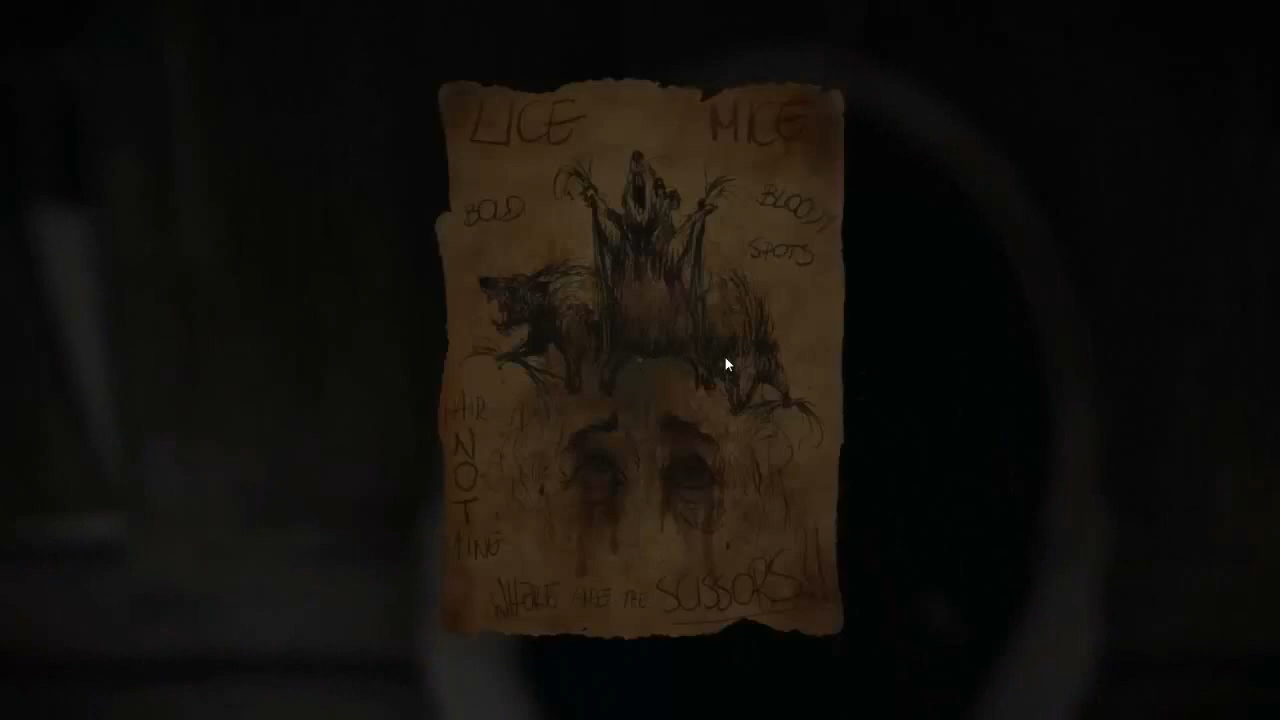 LICE MICE
BOLD BLOODY
SPOTS
HAIR
NOT
MINE
WHERE ARE THE SCISSORS!!